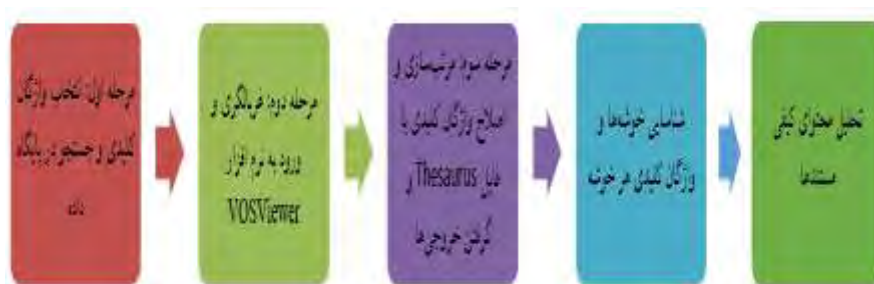 مرحله اول: انتخاب واژگان
کلیدی و جستجو در پایگاه
داده
مرحله دوم: غربالگری و
ورود به نرم افزار
VOSViewer
مرحله سوم: مرتب‌سازی و
اصلاح واژگان کلیدی با
فایل Thesaurus و
گرفتن خروجی‌ها
شناسایی خوشه‌ها و
واژگان کلیدی هر خوشه
تحلیل محتوای کیفی
مستندها